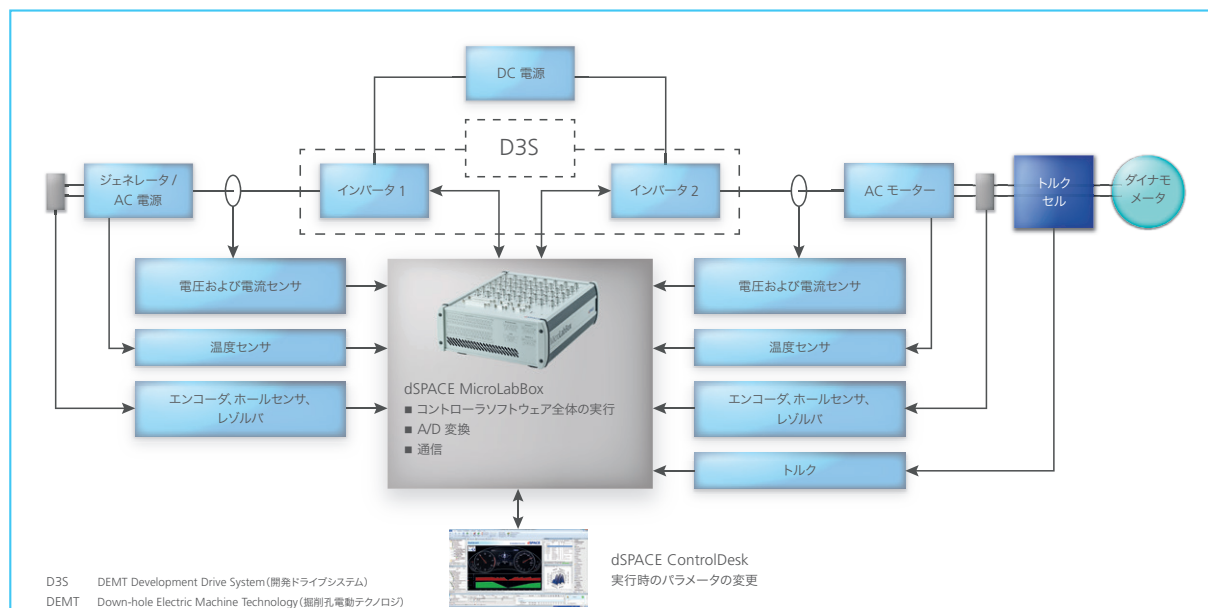 DC 電源
D3S
ジェネレータ /
AC 電源
インバータ 1
インバータ 2
AC モーター
トルク
セル
ダイナモ
メータ
電圧および電流センサ
温度センサ
エンコーダ、ホールセンサ、
レゾルバ
dSPACE MicroLabBox
■ コントローラソフトウェア全体の実行
■ A/D 変換
■ 通信
電圧および電流センサ
温度センサ
エンコーダ、ホールセンサ、
レゾルバ
トルク
dSPACE ControlDesk
実行時のパラメータの変更
D3S DEMT Development Drive System（開発ドライブシステム）
DEMT Down-hole Electric Machine Technology（掘削孔電動テクノロジ）